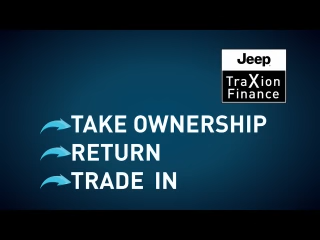 Jeep
TraXion
Finance
TAKE OWNERSHIP
RETURN
TRADE IN